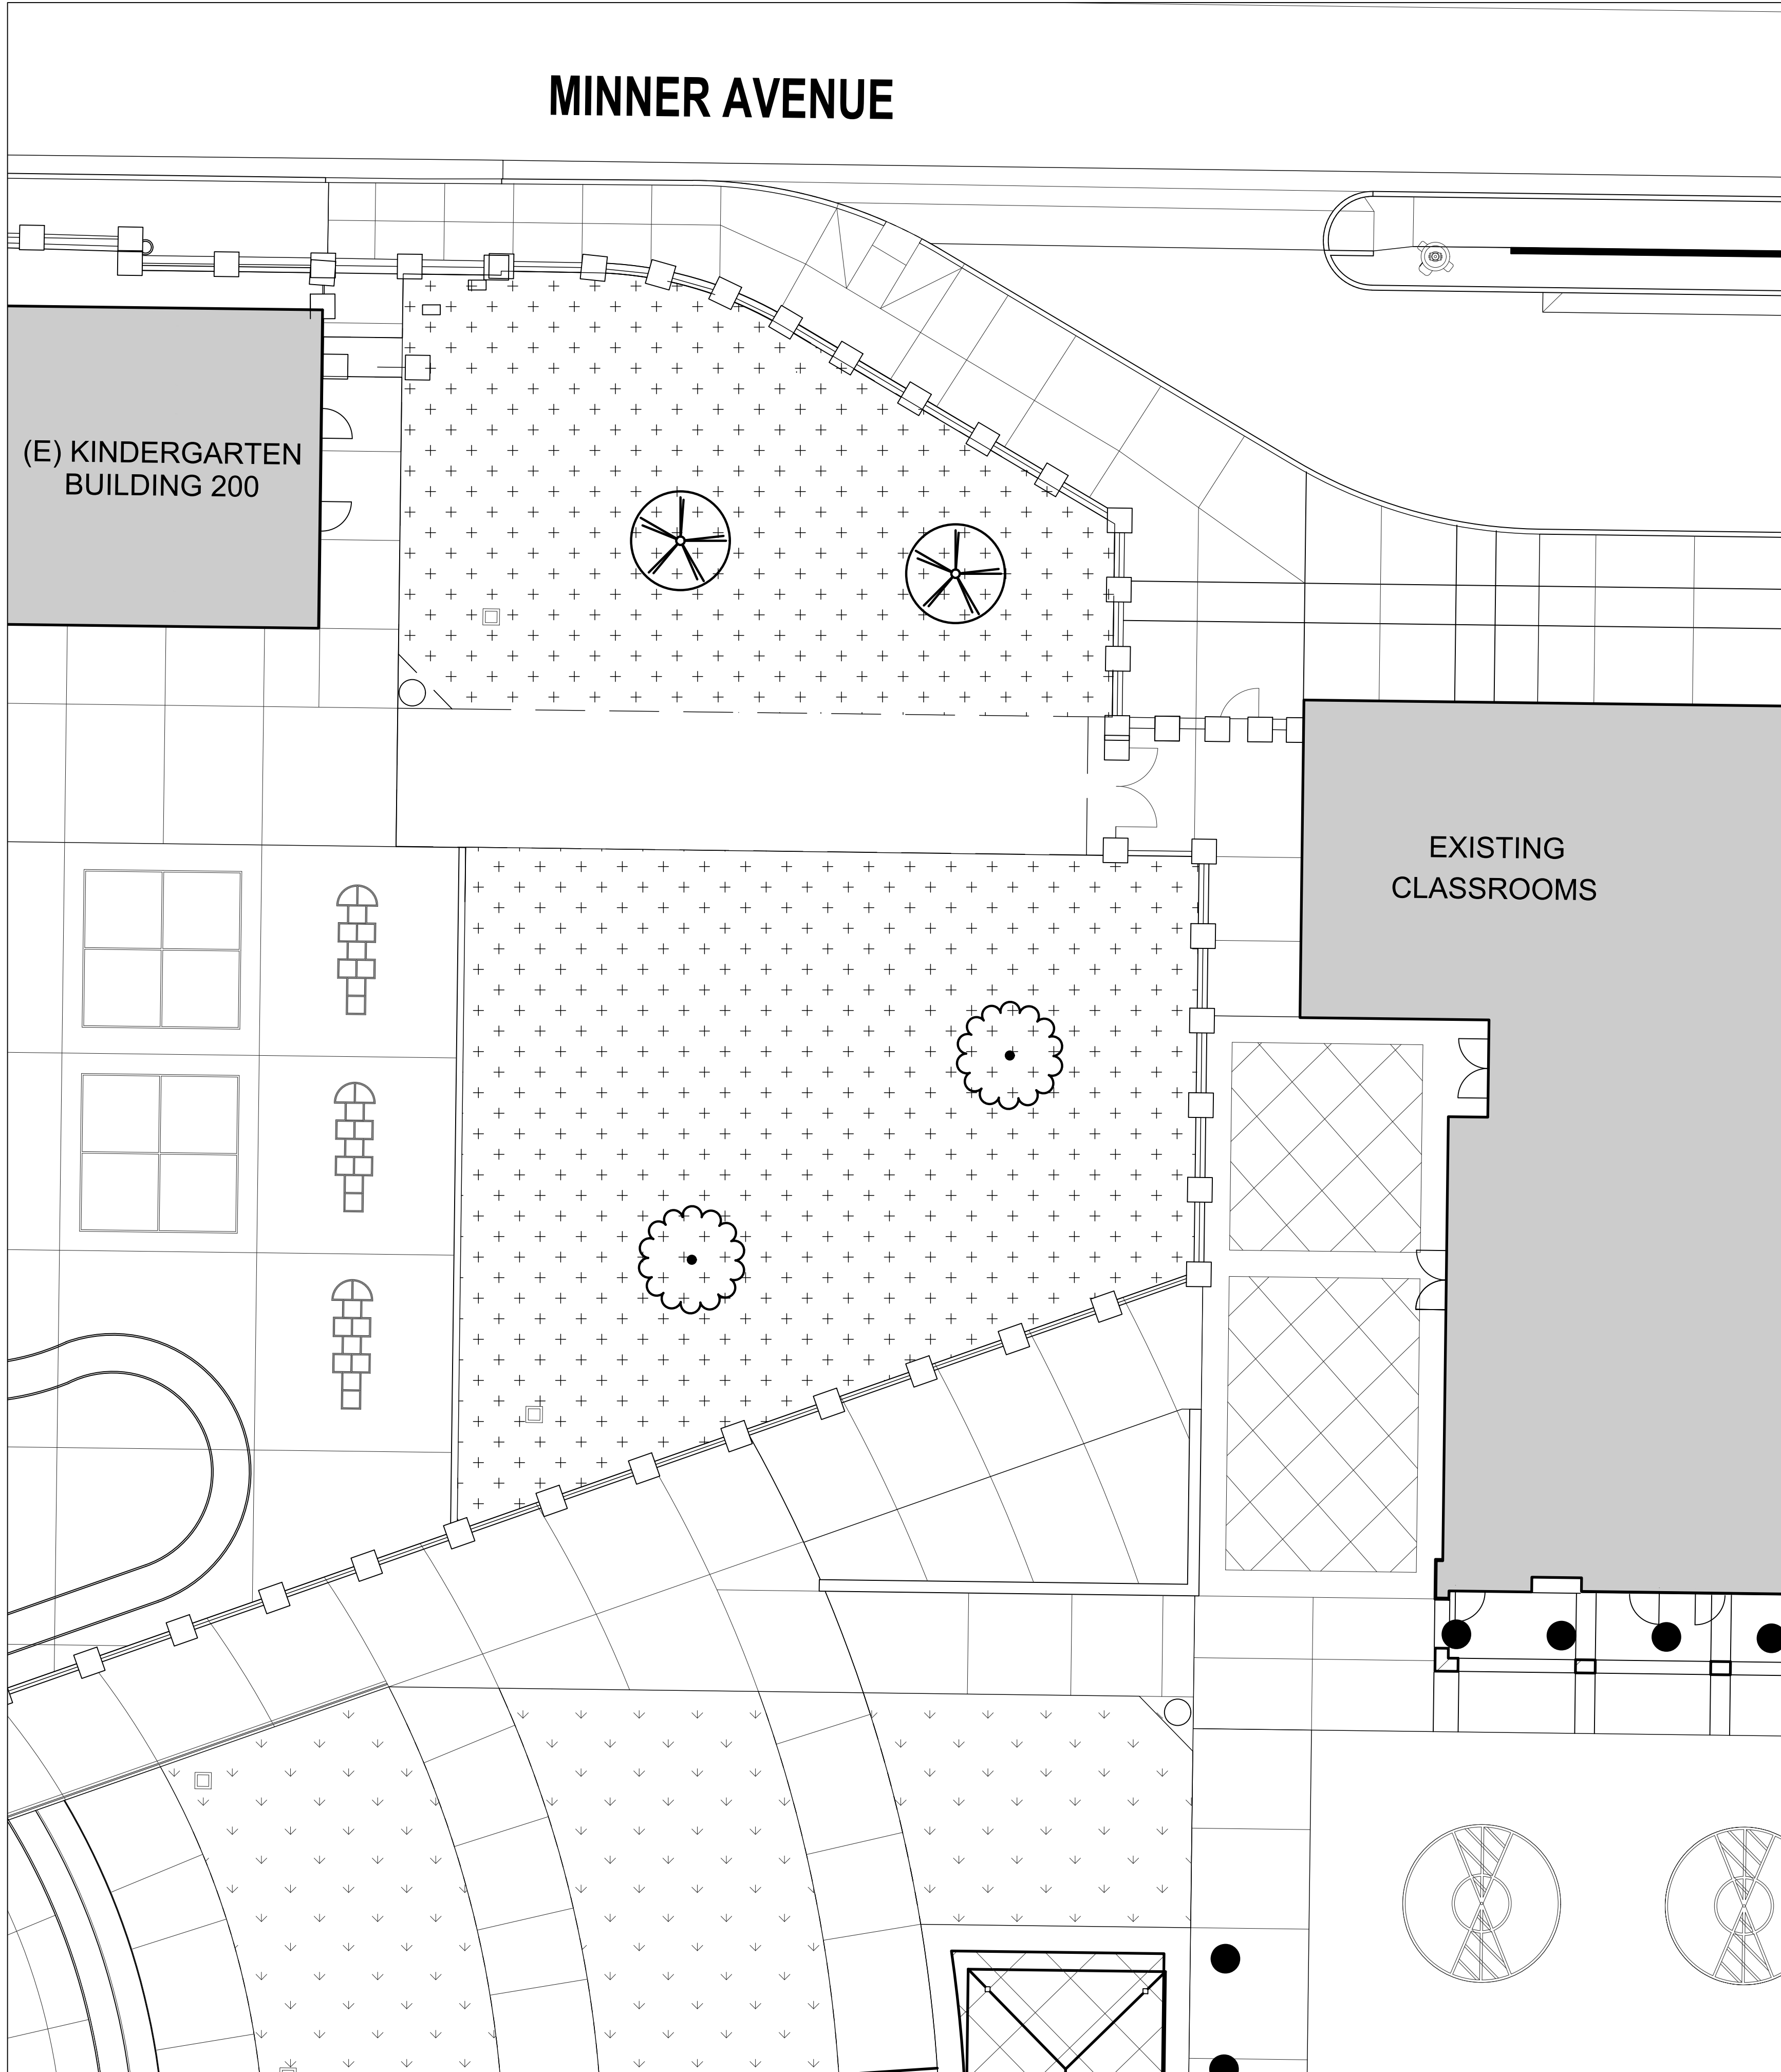 MINNER AVENUE
(E) KINDERGARTEN
BUILDING 200
EXISTING
CLASSROOMS